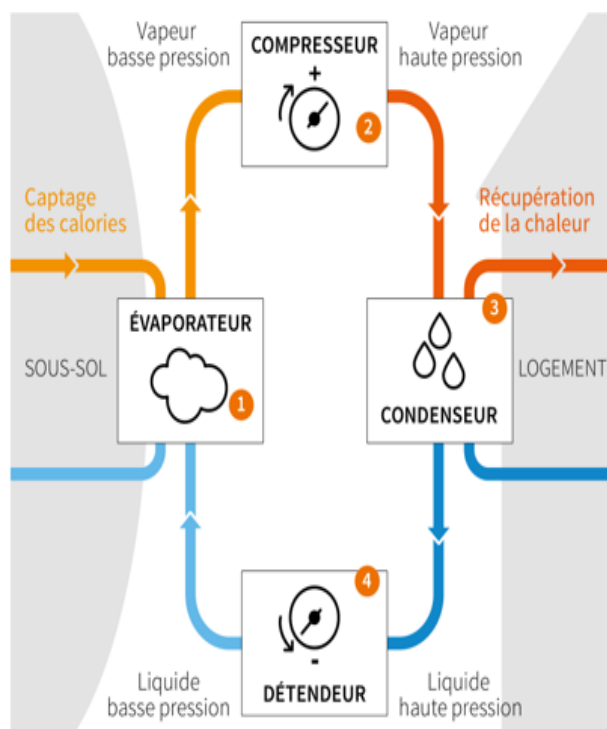 Vapeur
basse pression
COMPRESSEUR
+
2
Vapeur
haute pression
Captage
des calories
Récupération
de la chaleur
ÉVAPORATEUR
1
SOUS-SOL
3
CONDENSEUR
LOGEMENT
4
-
DÉTENDEUR
Liquide
basse pression
Liquide
haute pression